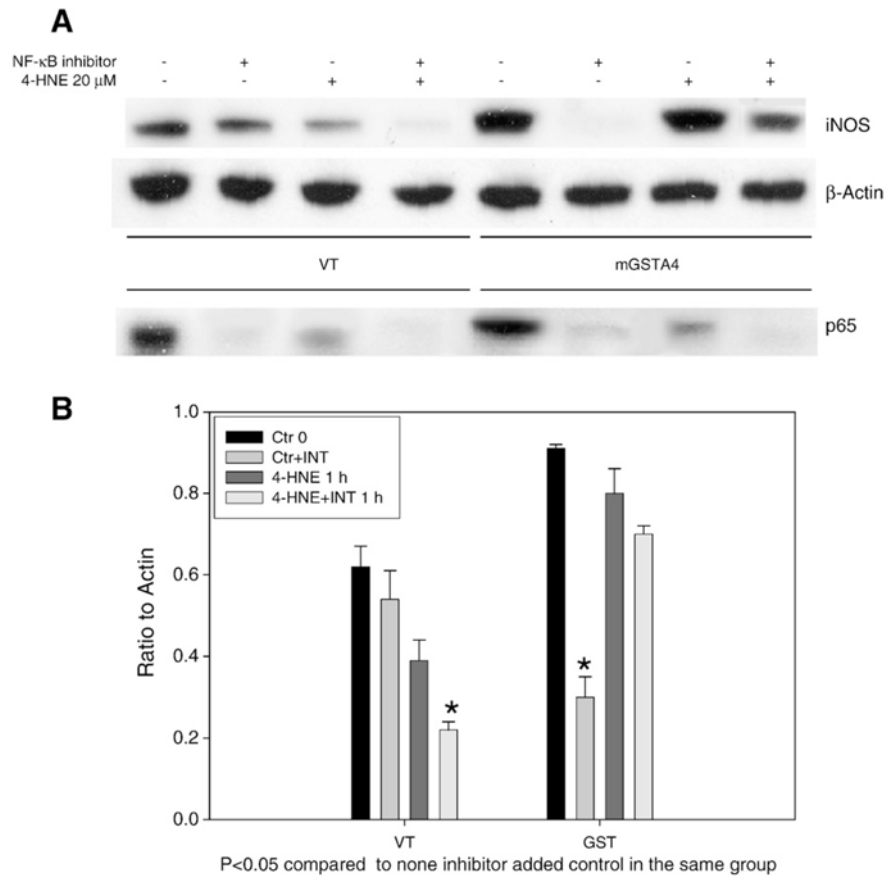 A
NF-κB inhibitor - + - + - + - +
4-HNE 20 μM - - + + - - + +
iNOS
β-Actin
VT mGSTA4
p65
B
1.0
0.8
0.6
0.4
0.2
0.0
Ratio to Actin
Ctr 0
Ctr+INT
4-HNE 1 h
4-HNE+INT 1 h
*
*
VT GST
P<0.05 compared to none inhibitor added control in the same group